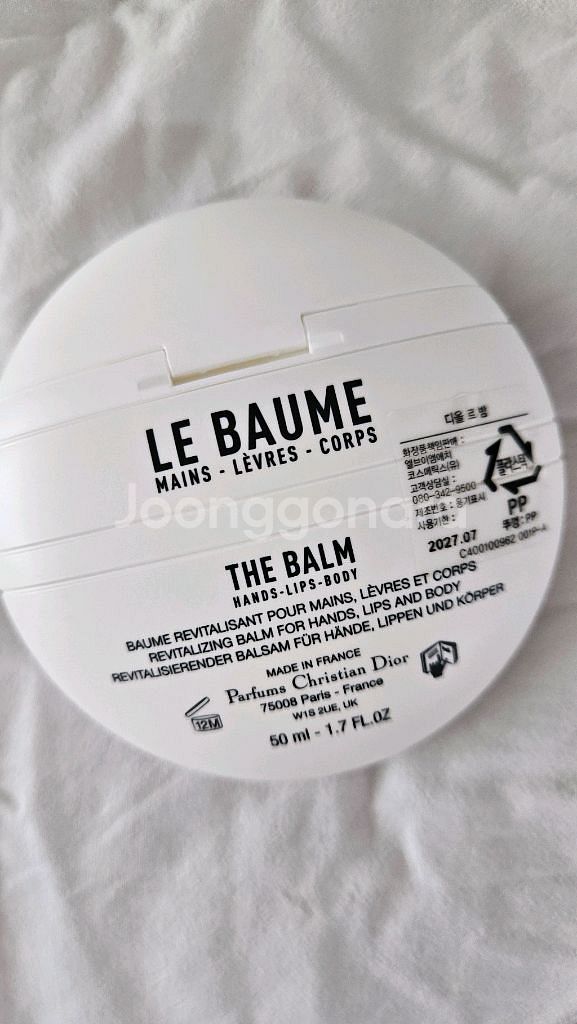 LE BAUME
MAINS - LÈVRES - CORPS
디올 르 밤
화장품책임판매 :
엘브이엠에치
코스메틱스(유)
고객상담실 :
080-342-9500
제조번호 : 용기표시
사용기한 :
2027.07
C400100962 001P-A
플라스틱
PP
뚜껑: PP
Joonggonara
THE BALM
HANDS-LIPS-BODY
BAUME REVITALISANT POUR MAINS, LÈVRES ET CORPS
REVITALIZING BALM FOR HANDS, LIPS AND BODY
REVITALISIERENDER BALSAM FÜR HÄNDE, LIPPEN UND KÖRPER
MADE IN FRANCE
Parfums Christian Dior
75008 Paris - France
W1S 2UE, UK
12M
50 ml - 1.7 FL.OZ